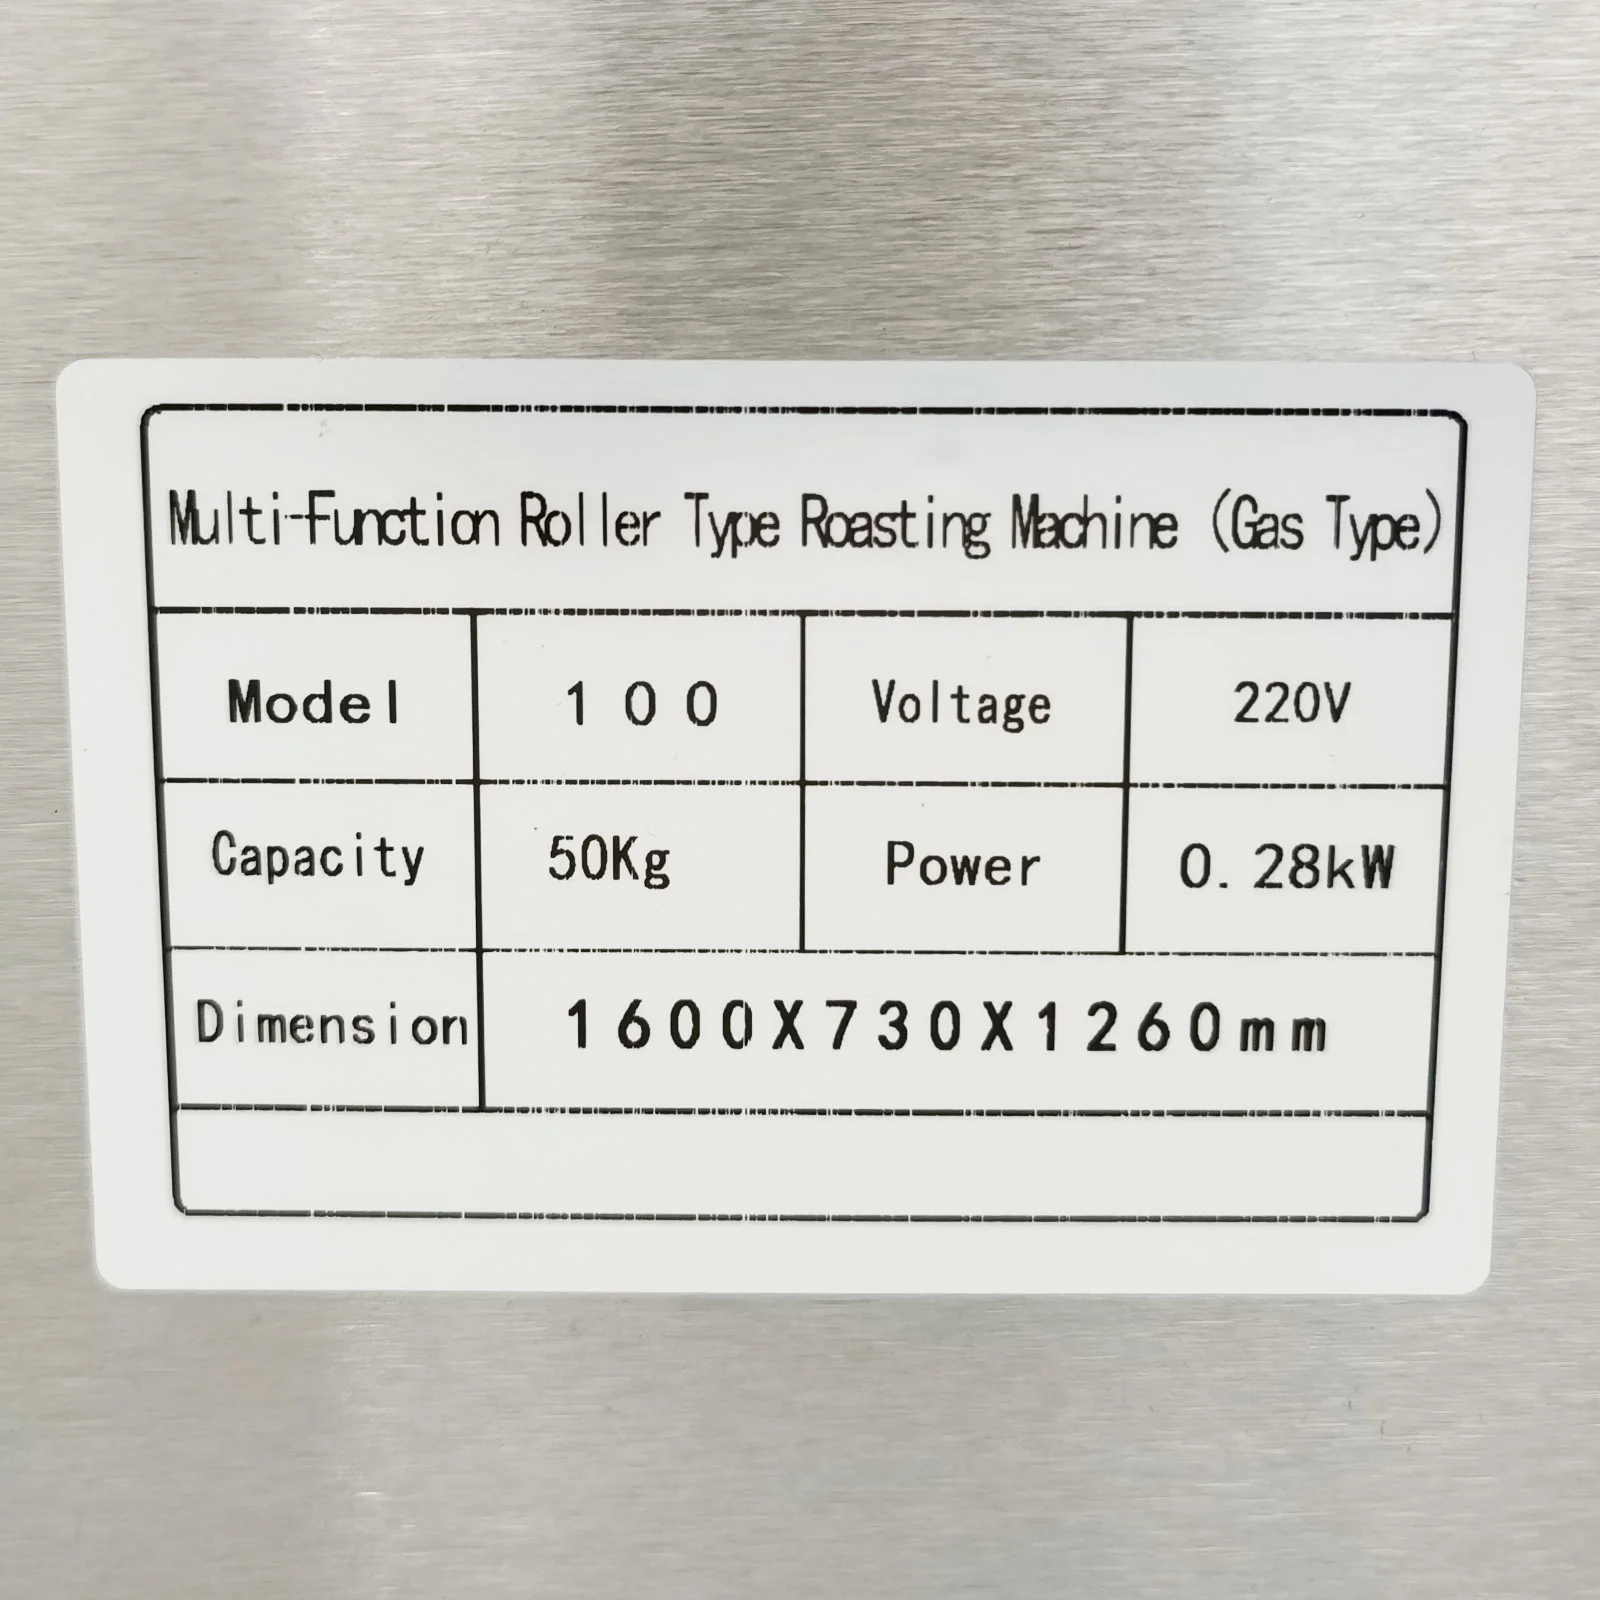 Multi-Function Roller Type Roasting Machine (Gas Type)
Model 100 Voltage 220V
Capacity 50Kg Power 0.28kW
Dimension 1600X730X1260mm